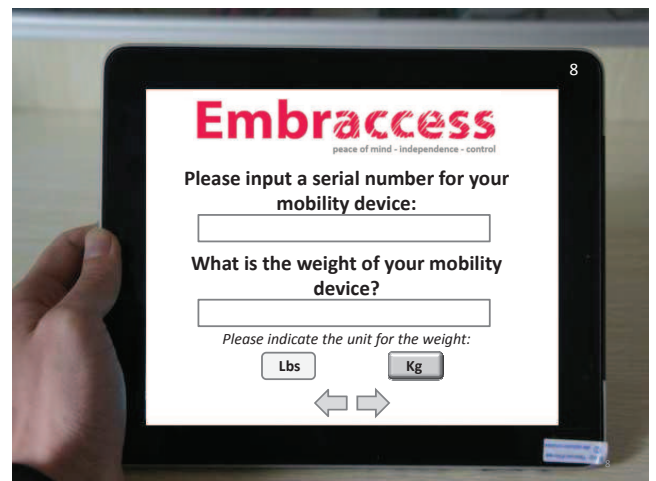 8
Embraccess
peace of mind - independence - control
Please input a serial number for your
mobility device:
What is the weight of your mobility
device?
Please indicate the unit for the weight:
Lbs
Kg
8